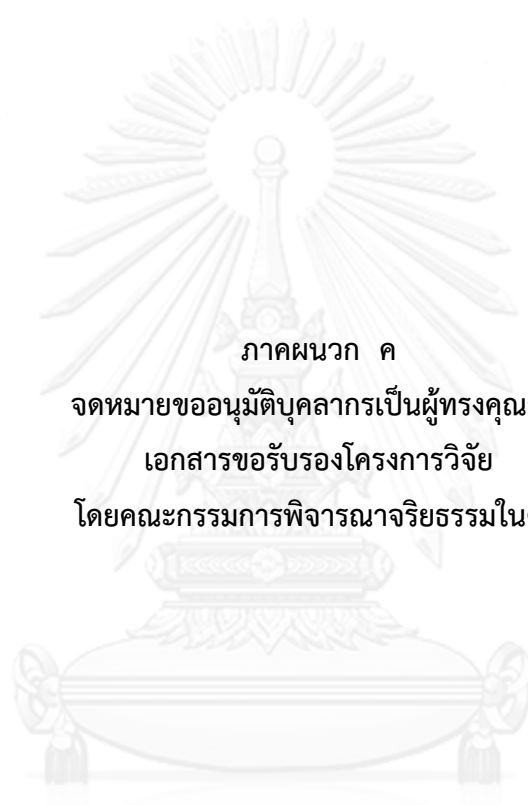 ภาคผนวก ค
จดหมายขออนุมัติบุคลากรเป็นผู้ทรงคุณ
เอกสารขอรับรองโครงการวิจัย
โดยคณะกรรมการพิจารณาจริยธรรมใน